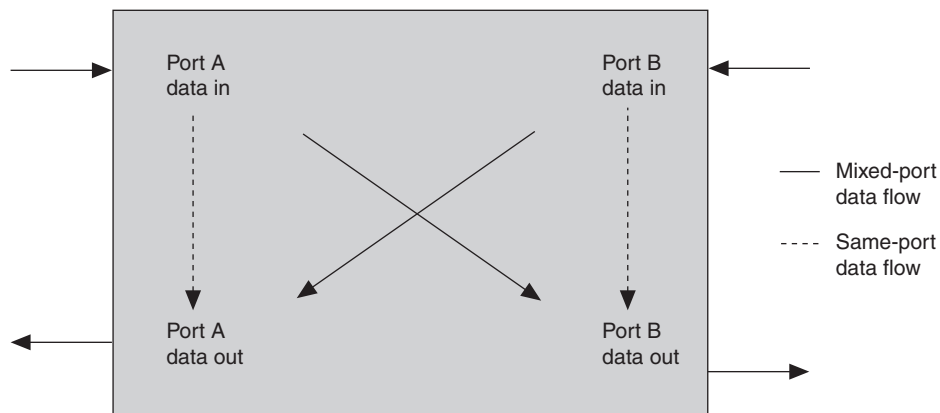 Port A
data in
Port B
data in
Mixed-port
data flow
Same-port
data flow
Port A
data out
Port B
data out